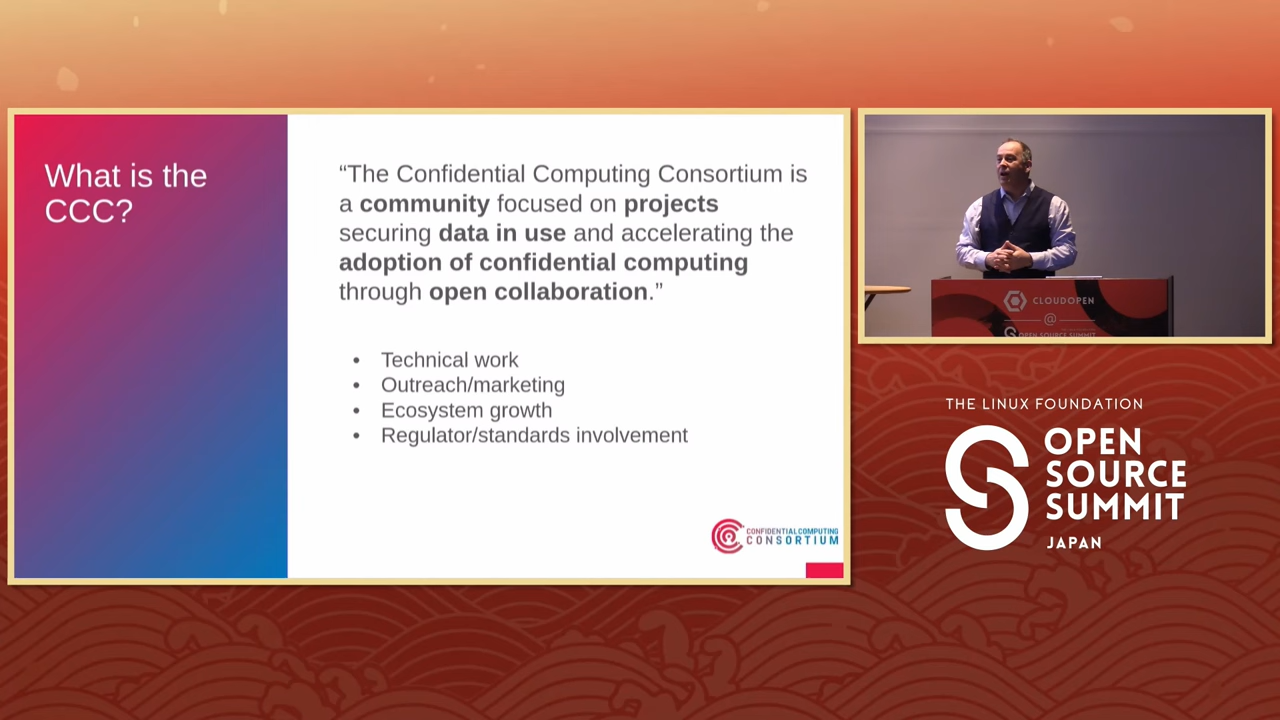 What is the
CCC?
“The Confidential Computing Consortium is
a community focused on projects
securing data in use and accelerating the
adoption of confidential computing
through open collaboration.”
• Technical work
• Outreach/marketing
• Ecosystem growth
• Regulator/standards involvement
CONFIDENTIAL COMPUTING
CONSORTIUM
CLOUDOPEN
@
OPEN SOURCE SUMMIT
THE LINUX FOUNDATION
OPEN
SOURCE
SUMMIT
JAPAN